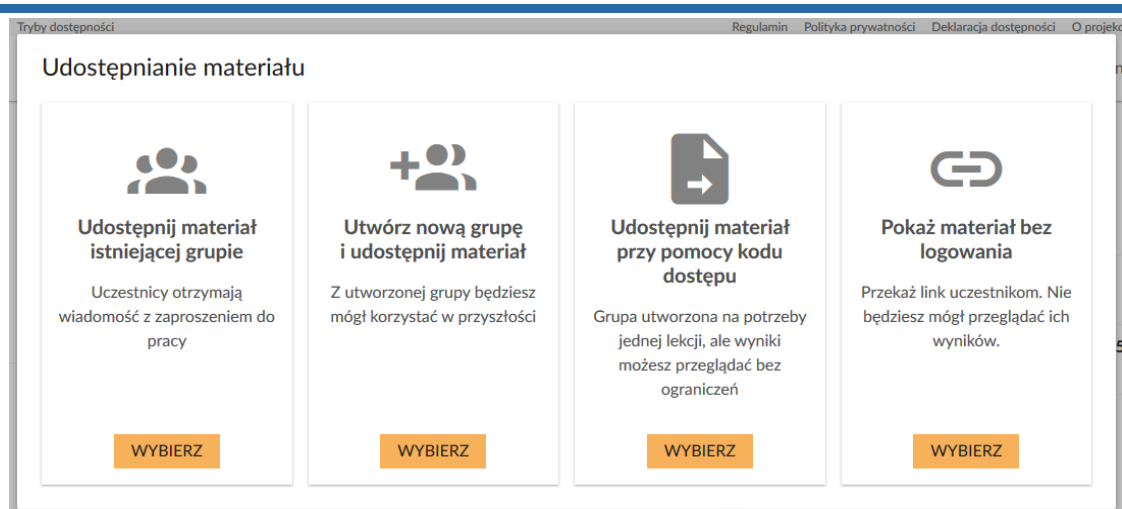 Tryby dostępności
Regulamin Polityka prywatności Deklaracja dostępności O projekc
Udostępnianie materiału
Udostępnij materiał
istniejącej grupie
Uczestnicy otrzymają
wiadomość z zaproszeniem do
pracy
WYBIERZ
Utwórz nową grupę
i udostępnij materiał
Z utworzonej grupy będziesz
mógł korzystać w przyszłości
WYBIERZ
Udostępnij materiał
przy pomocy kodu
dostępu
Grupa utworzona na potrzeby
jednej lekcji, ale wyniki
możesz przeglądać bez
ograniczeń
WYBIERZ
Pokaż materiał bez
logowania
Przekaż link uczestnikom. Nie
będziesz mógł przeglądać ich
wyników.
WYBIERZ